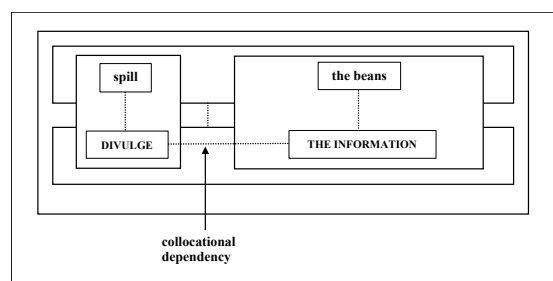 spill
the beans
DIVULGE
THE INFORMATION
collocational
dependency